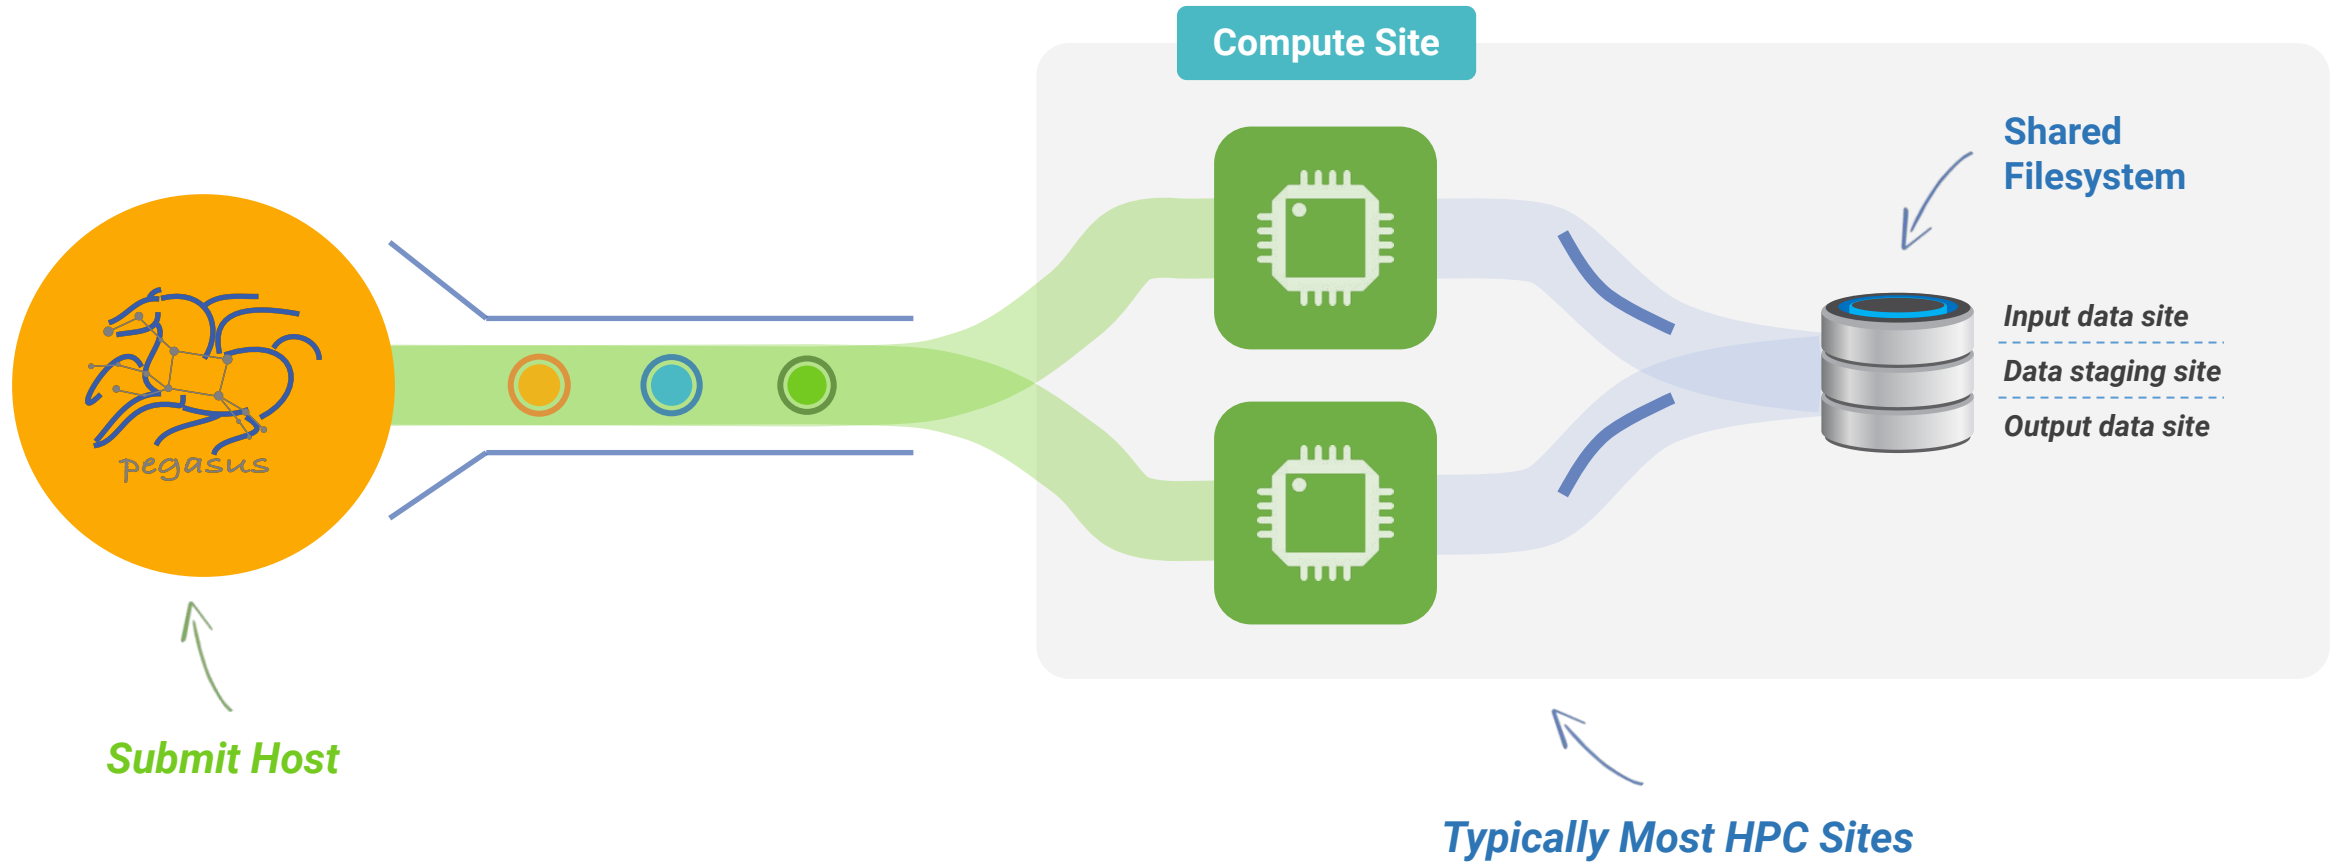 Compute Site
Shared
Filesystem
Input data site
Data staging site
Output data site
pegasus
Submit Host
Typically Most HPC Sites